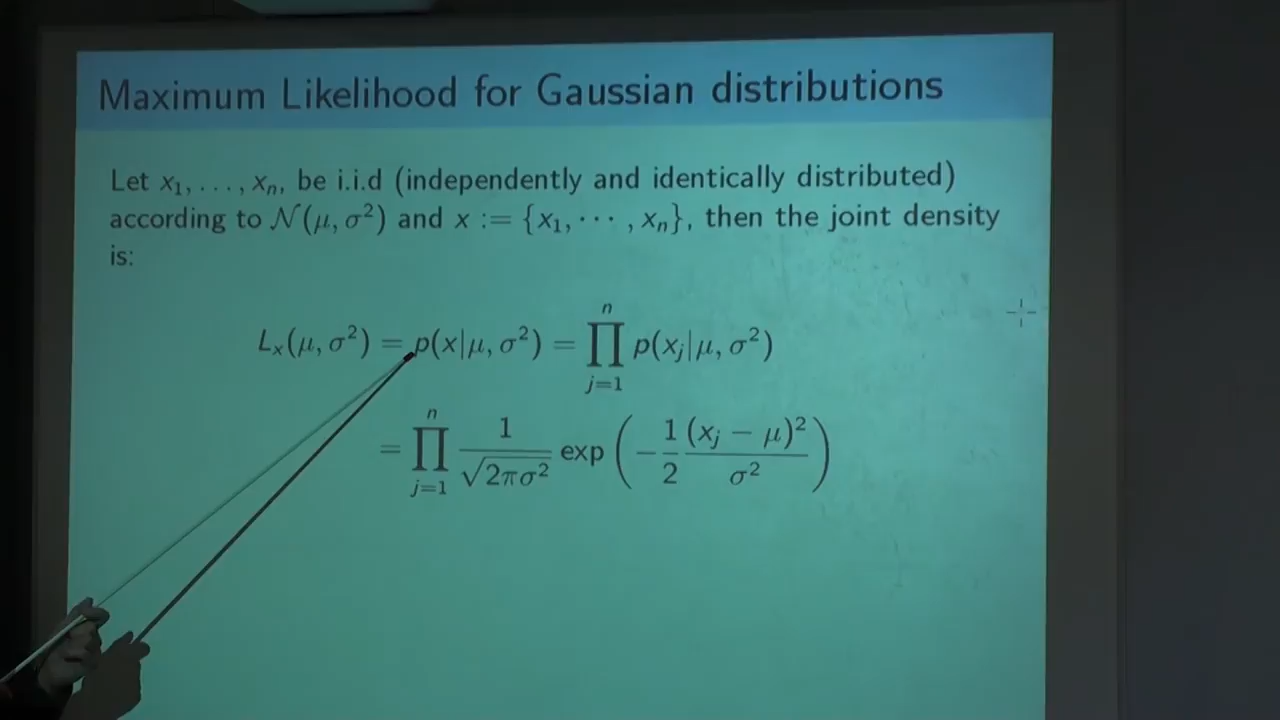 Maximum Likelihood for Gaussian distributions
Let x₁, . . . , xₙ, be i.i.d (independently and identically distributed)
according to 𝒩(μ, σ²) and x := {x₁, · · · , xₙ}, then the joint density
is:
Lₓ(μ, σ²) = p(x|μ, σ²) = ∏_{j=1}^{n} p(xⱼ|μ, σ²)
= ∏_{j=1}^{n} 1/√(2πσ²) exp(−1/2 (xⱼ − μ)²/σ²)